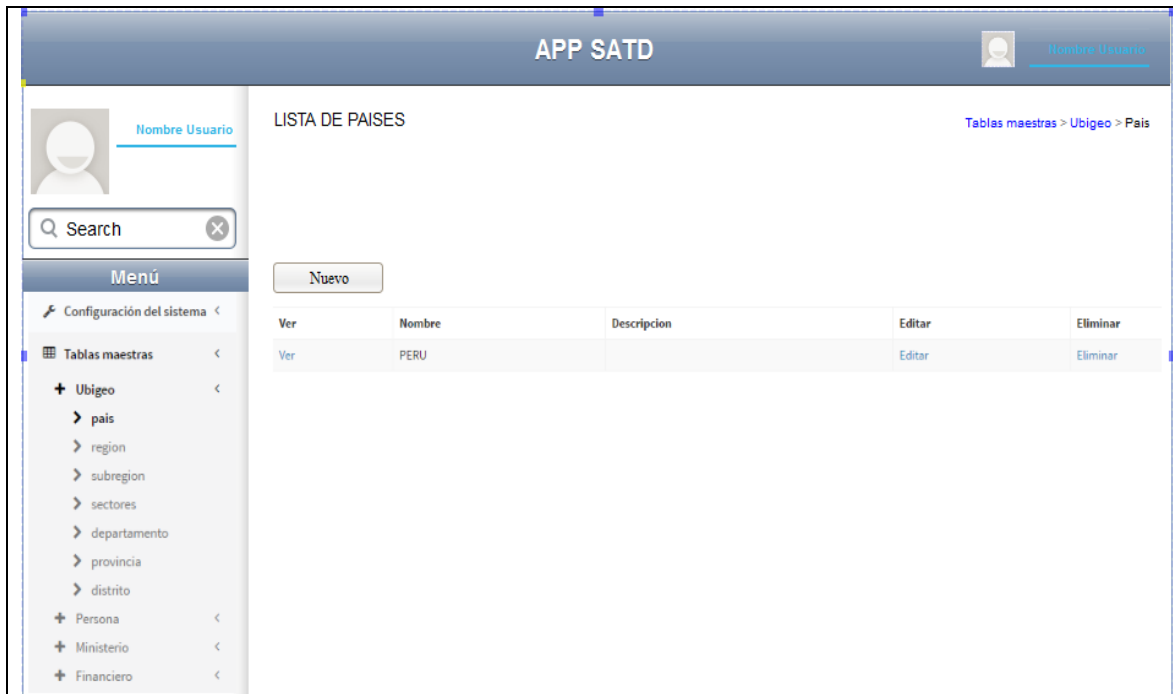 APP SATD
Nombre Usuario
Nombre Usuario
Search
Menú
Configuración del sistema
Tablas maestras
Ubigeo
pais
region
subregion
sectores
departamento
provincia
distrito
Persona
Ministerio
Financiero
LISTA DE PAISES
Tablas maestras > Ubigeo > Pais
Nuevo
Ver Nombre Descripcion Editar Eliminar
Ver PERU Editar Eliminar